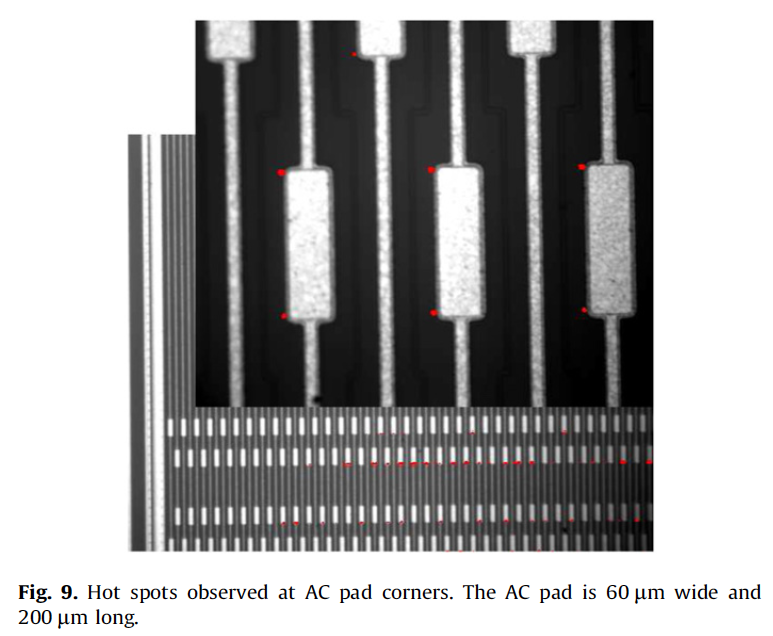 Fig. 9. Hot spots observed at AC pad corners. The AC pad is 60 μm wide and
200 μm long.